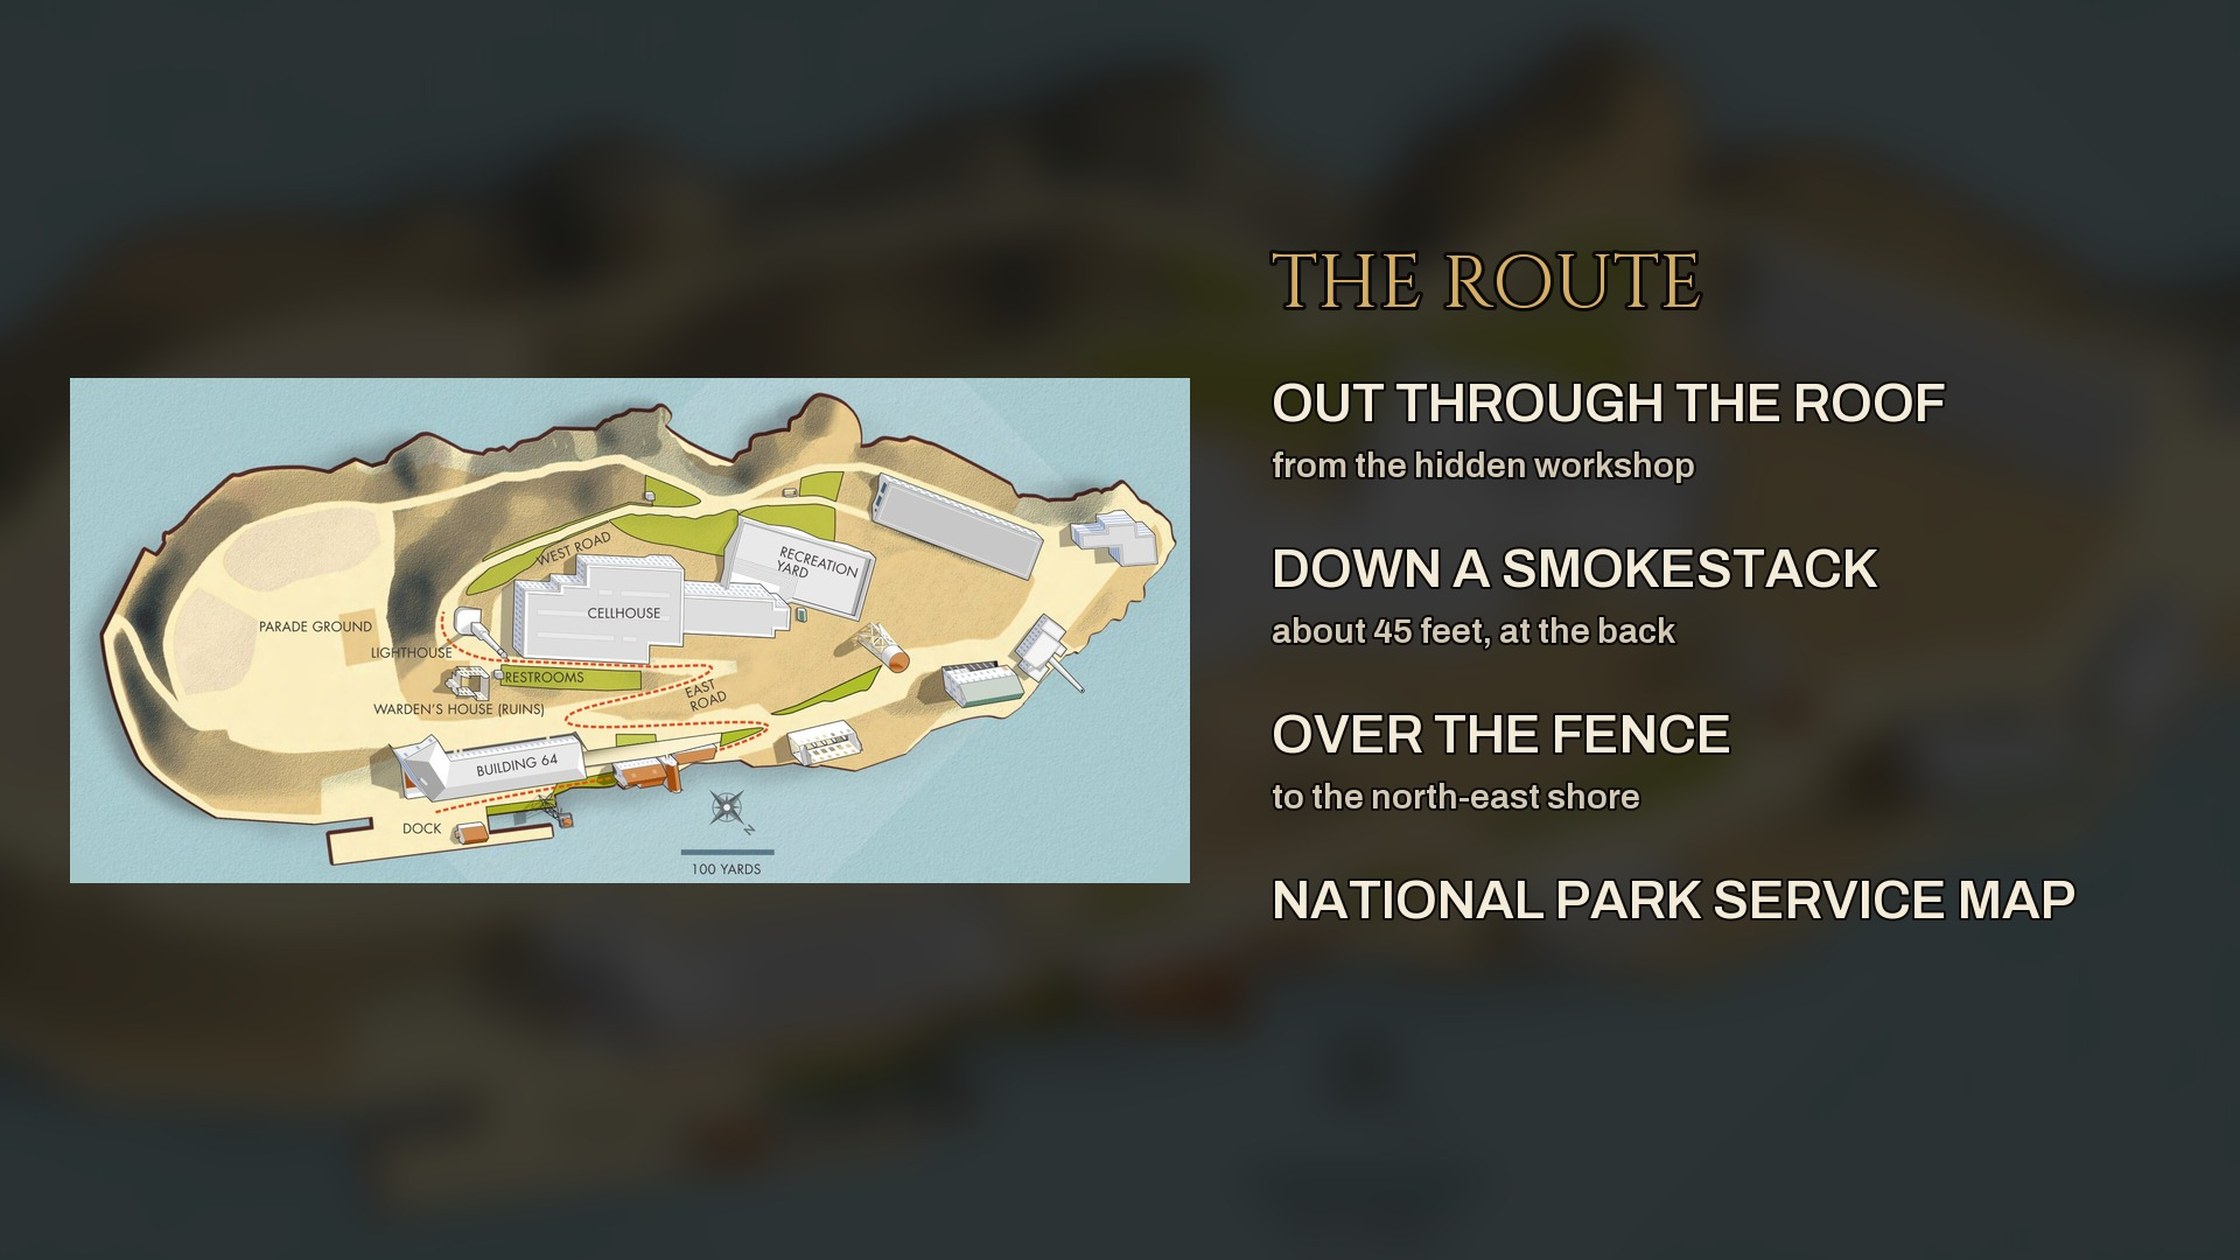 THE ROUTE
OUT THROUGH THE ROOF
from the hidden workshop
DOWN A SMOKESTACK
about 45 feet, at the back
OVER THE FENCE
to the north-east shore
NATIONAL PARK SERVICE MAP
WEST ROAD
RECREATION
YARD
CELLHOUSE
PARADE GROUND
LIGHTHOUSE
RESTROOMS
EAST
ROAD
WARDEN'S HOUSE (RUINS)
BUILDING 64
DOCK
N
100 YARDS